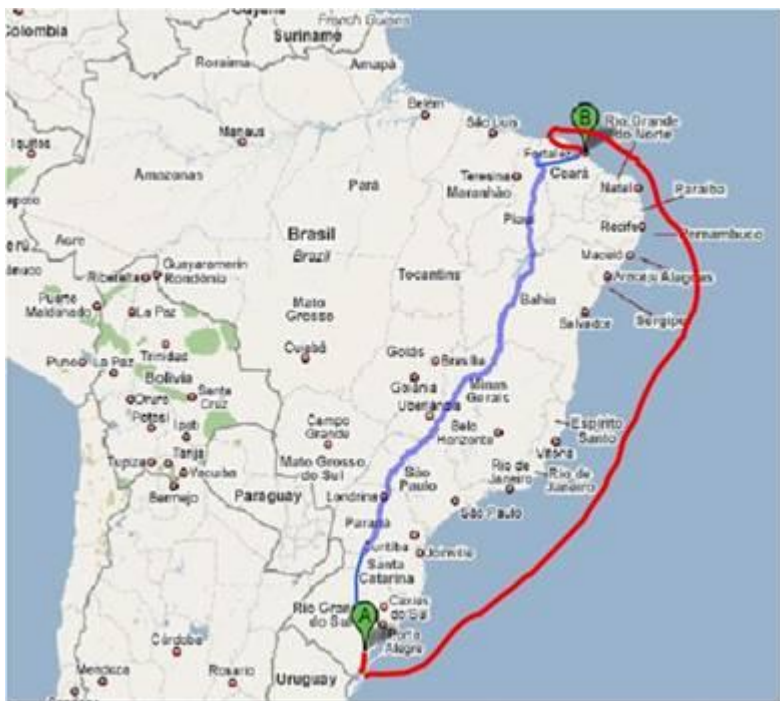 Colombia
Suriname
French Guiana
Roraima
Amapá
Belém
São Luis
Manaus
Iquitos
B
Rio Grande
do Norte
Fortalez
Ceará
Teresina
Maranhão
Natal
Amazonas
Pará
Piauí
Paraíba
Recife
Pernambuco
Brasil
Brazil
Acre
Maceió
Guayaramerin
Riberalta
Rondônia
Tocantins
Aracaju
Alagoas
Puerto
Maldonado
Mato
Grosso
Bahia
Sergipe
La Paz
Salvador
Trinidad
Cuiabá
Goiás
Brasília
Puno
La Paz
Bolivia
Goiânia
Minas
Gerais
Oruro
Santa
Cruz
Uberlândia
Potosí
Campo
Grande
Belo
Horizonte
Espírito
Santo
Vitória
Tupiza
Tarija
Yacuiba
Mato Grosso
do Sul
São
Paulo
Rio de
Janeiro
Rio de
Janeiro
Bermejo
Paraguay
Londrina
São Paulo
Paraná
Curitiba
Joinville
Santa
Catarina
Rio Gran
do Sul
A
Caxias
do Sul
Porto
Alegre
Córdoba
Mendoza
Rosario
Uruguay